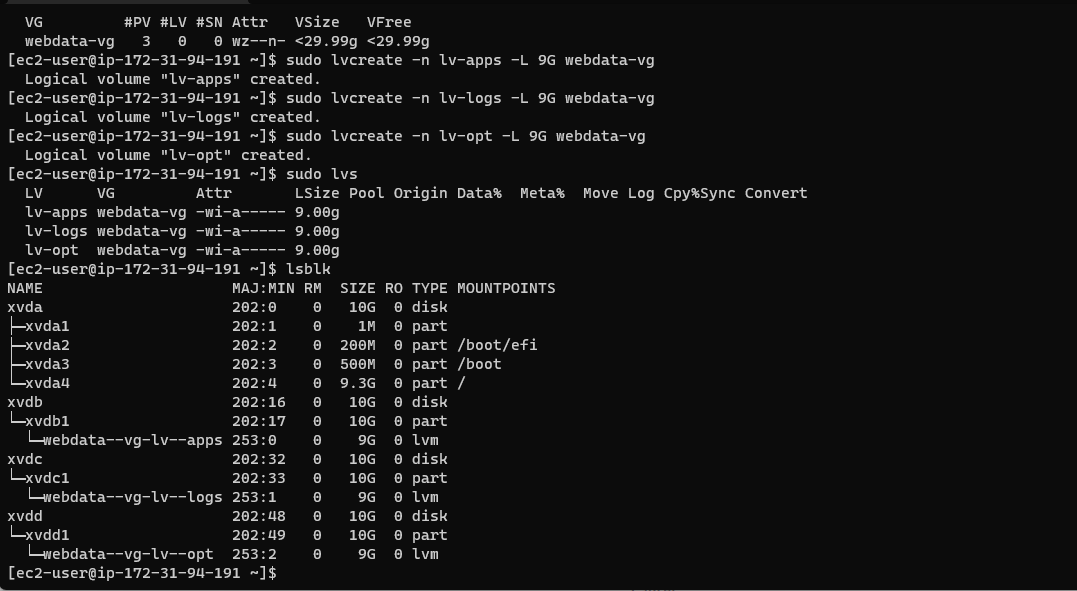 VG         #PV #LV #SN Attr   VSize   VFree
  webdata-vg   3   0   0 wz--n- <29.99g <29.99g
[ec2-user@ip-172-31-94-191 ~]$ sudo lvcreate -n lv-apps -L 9G webdata-vg
  Logical volume "lv-apps" created.
[ec2-user@ip-172-31-94-191 ~]$ sudo lvcreate -n lv-logs -L 9G webdata-vg
  Logical volume "lv-logs" created.
[ec2-user@ip-172-31-94-191 ~]$ sudo lvcreate -n lv-opt -L 9G webdata-vg
  Logical volume "lv-opt" created.
[ec2-user@ip-172-31-94-191 ~]$ sudo lvs
  LV      VG         Attr       LSize Pool Origin Data%  Meta%  Move Log Cpy%Sync Convert
  lv-apps webdata-vg -wi-a----- 9.00g
  lv-logs webdata-vg -wi-a----- 9.00g
  lv-opt  webdata-vg -wi-a----- 9.00g
[ec2-user@ip-172-31-94-191 ~]$ lsblk
NAME                     MAJ:MIN RM  SIZE RO TYPE MOUNTPOINTS
xvda                     202:0    0   10G  0 disk
├─xvda1                  202:1    0    1M  0 part
├─xvda2                  202:2    0  200M  0 part /boot/efi
├─xvda3                  202:3    0  500M  0 part /boot
└─xvda4                  202:4    0  9.3G  0 part /
xvdb                     202:16   0   10G  0 disk
└─xvdb1                  202:17   0   10G  0 part
  └─webdata--vg-lv--apps 253:0    0    9G  0 lvm
xvdc                     202:32   0   10G  0 disk
└─xvdc1                  202:33   0   10G  0 part
  └─webdata--vg-lv--logs 253:1    0    9G  0 lvm
xvdd                     202:48   0   10G  0 disk
└─xvdd1                  202:49   0   10G  0 part
  └─webdata--vg-lv--opt  253:2    0    9G  0 lvm
[ec2-user@ip-172-31-94-191 ~]$